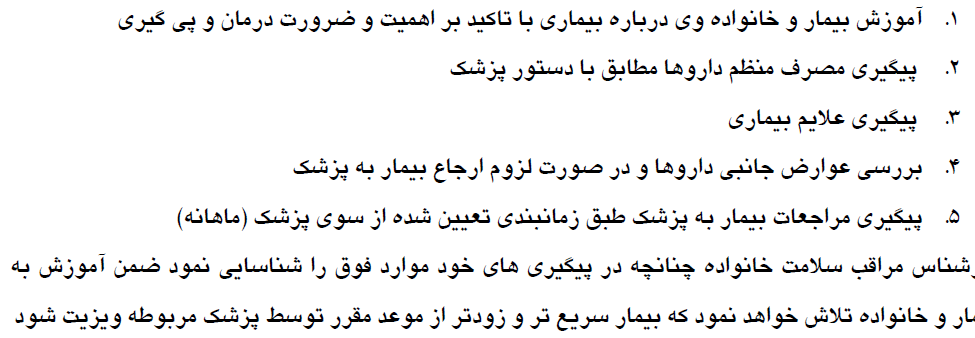 ۱. آموزش بیمار و خانواده وی درباره بیماری با تاکید بر اهمیت و ضرورت درمان و پی گیری
۲. پیگیری مصرف منظم داروها مطابق با دستور پزشک
۳. پیگیری علایم بیماری
۴. بررسی عوارض جانبی داروها و در صورت لزوم ارجاع بیمار به پزشک
۵. پیگیری مراجعات بیمار به پزشک طبق زمانبندی تعیین شده از سوی پزشک (ماهانه)
رشناس مراقب سلامت خانواده چنانچه در پیگیری های خود موارد فوق را شناسایی نمود ضمن آموزش به
مار و خانواده تلاش خواهد نمود که بیمار سریع تر و زودتر از موعد مقرر توسط پزشک مربوطه ویزیت شود